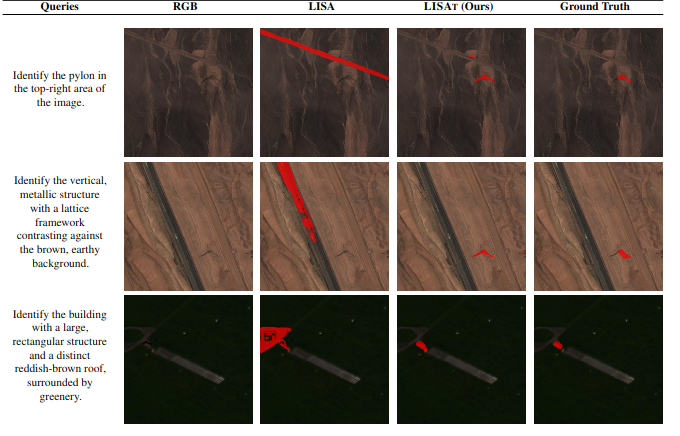 Queries RGB LISA LISAT (Ours) Ground Truth
Identify the pylon in
the top-right area of
the image.
Identify the vertical,
metallic structure
with a lattice
framework
contrasting against
the brown, earthy
background.
Identify the building
with a large,
rectangular structure
and a distinct
reddish-brown roof,
surrounded by
greenery.